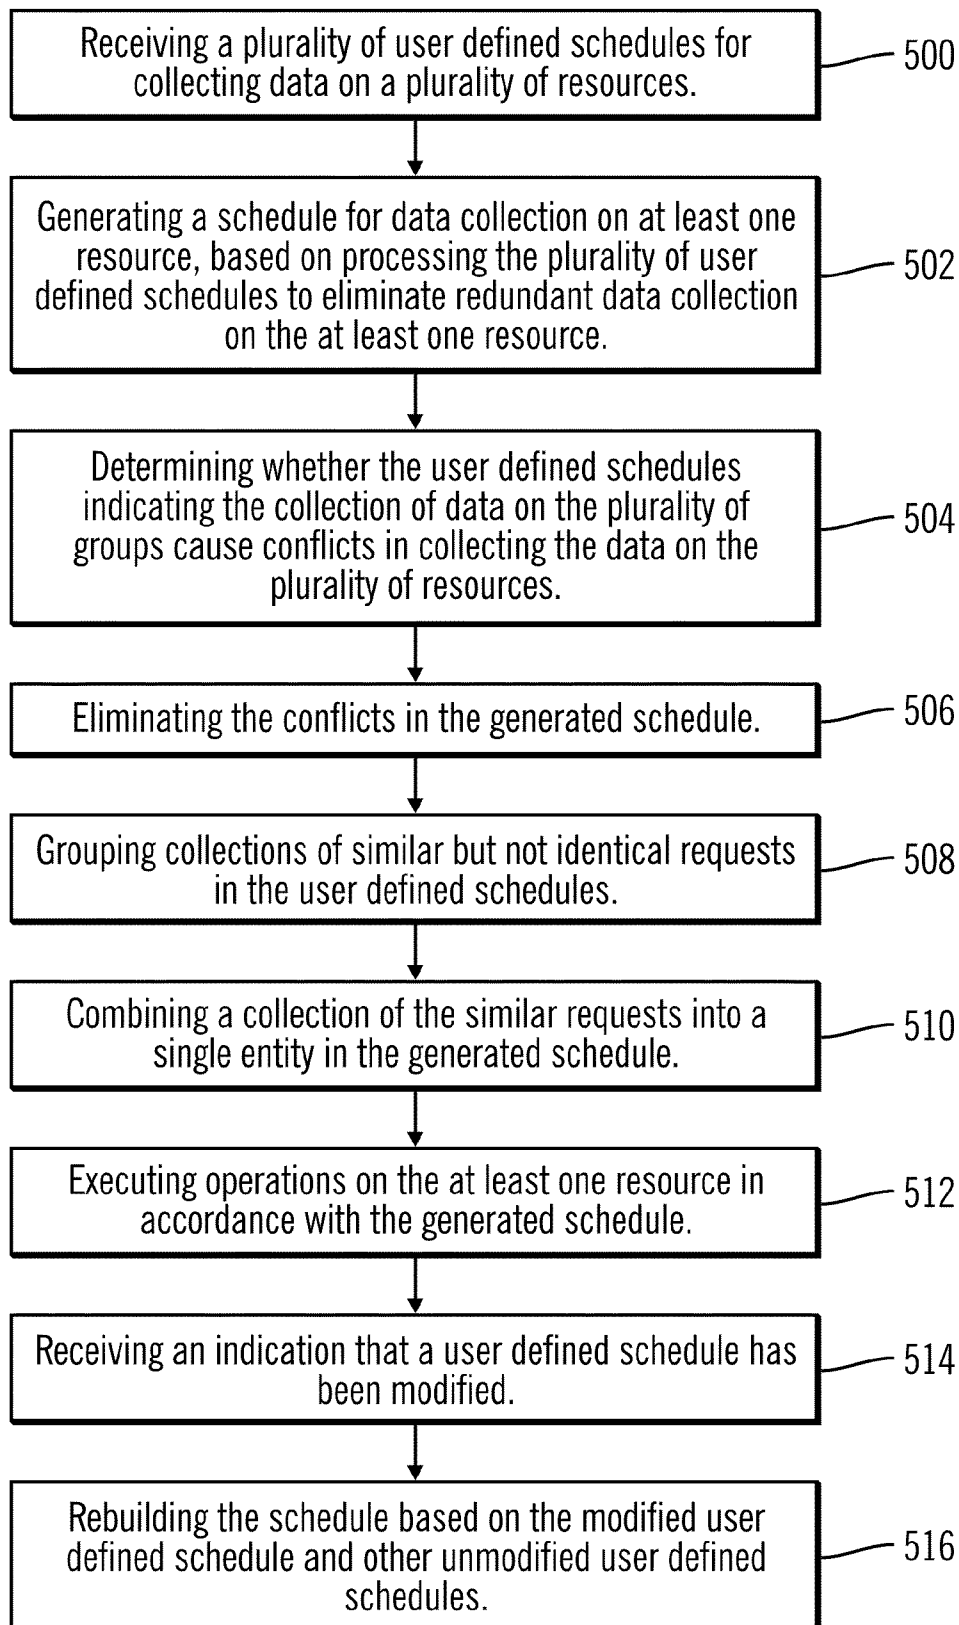 Receiving a plurality of user defined schedules for
collecting data on a plurality of resources.
500
Generating a schedule for data collection on at least one
resource, based on processing the plurality of user
defined schedules to eliminate redundant data collection
on the at least one resource.
502
Determining whether the user defined schedules
indicating the collection of data on the plurality of
groups cause conflicts in collecting the data on the
plurality of resources.
504
Eliminating the conflicts in the generated schedule.
506
Grouping collections of similar but not identical requests
in the user defined schedules.
508
Combining a collection of the similar requests into a
single entity in the generated schedule.
510
Executing operations on the at least one resource in
accordance with the generated schedule.
512
Receiving an indication that a user defined schedule has
been modified.
514
Rebuilding the schedule based on the modified user
defined schedule and other unmodified user defined
schedules.
516